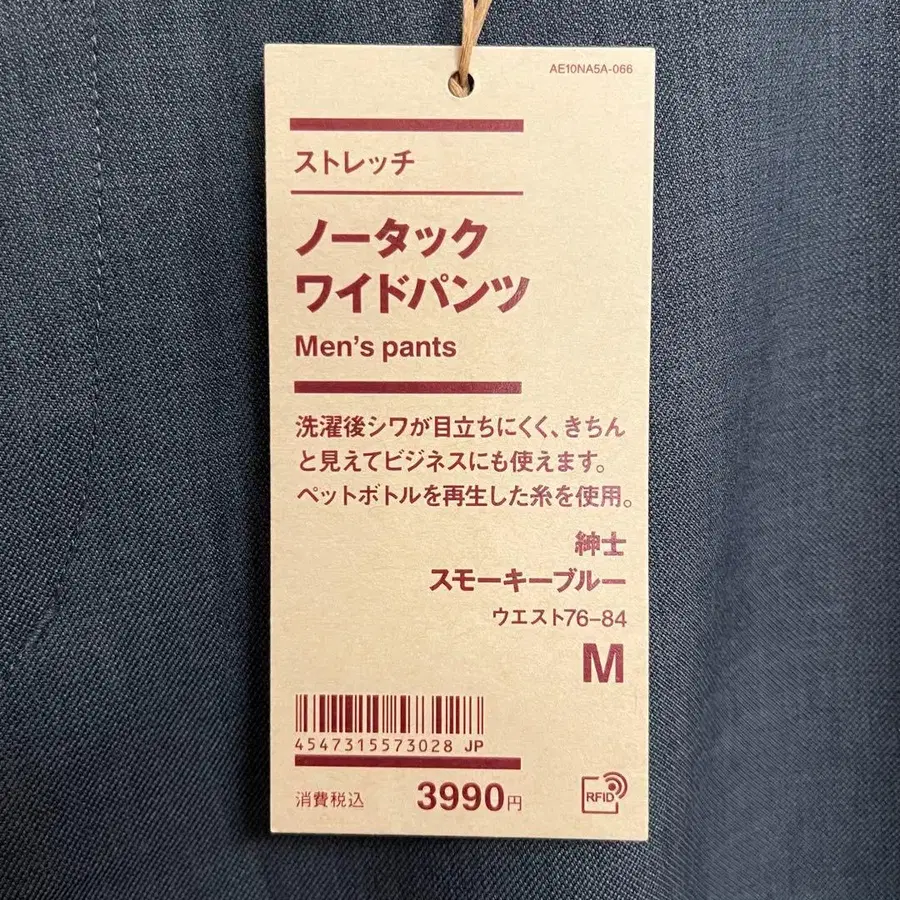 AE10NA5A-066
ストレッチ
ノータック
ワイドパンツ
Men's pants
洗濯後シワが目立ちにくく、きちん
と見えてビジネスにも使えます。
ペットボトルを再生した糸を使用。
紳士
スモーキーブルー
ウエスト76-84
M
4547315573028 JP
消費税込 3990円
RFID